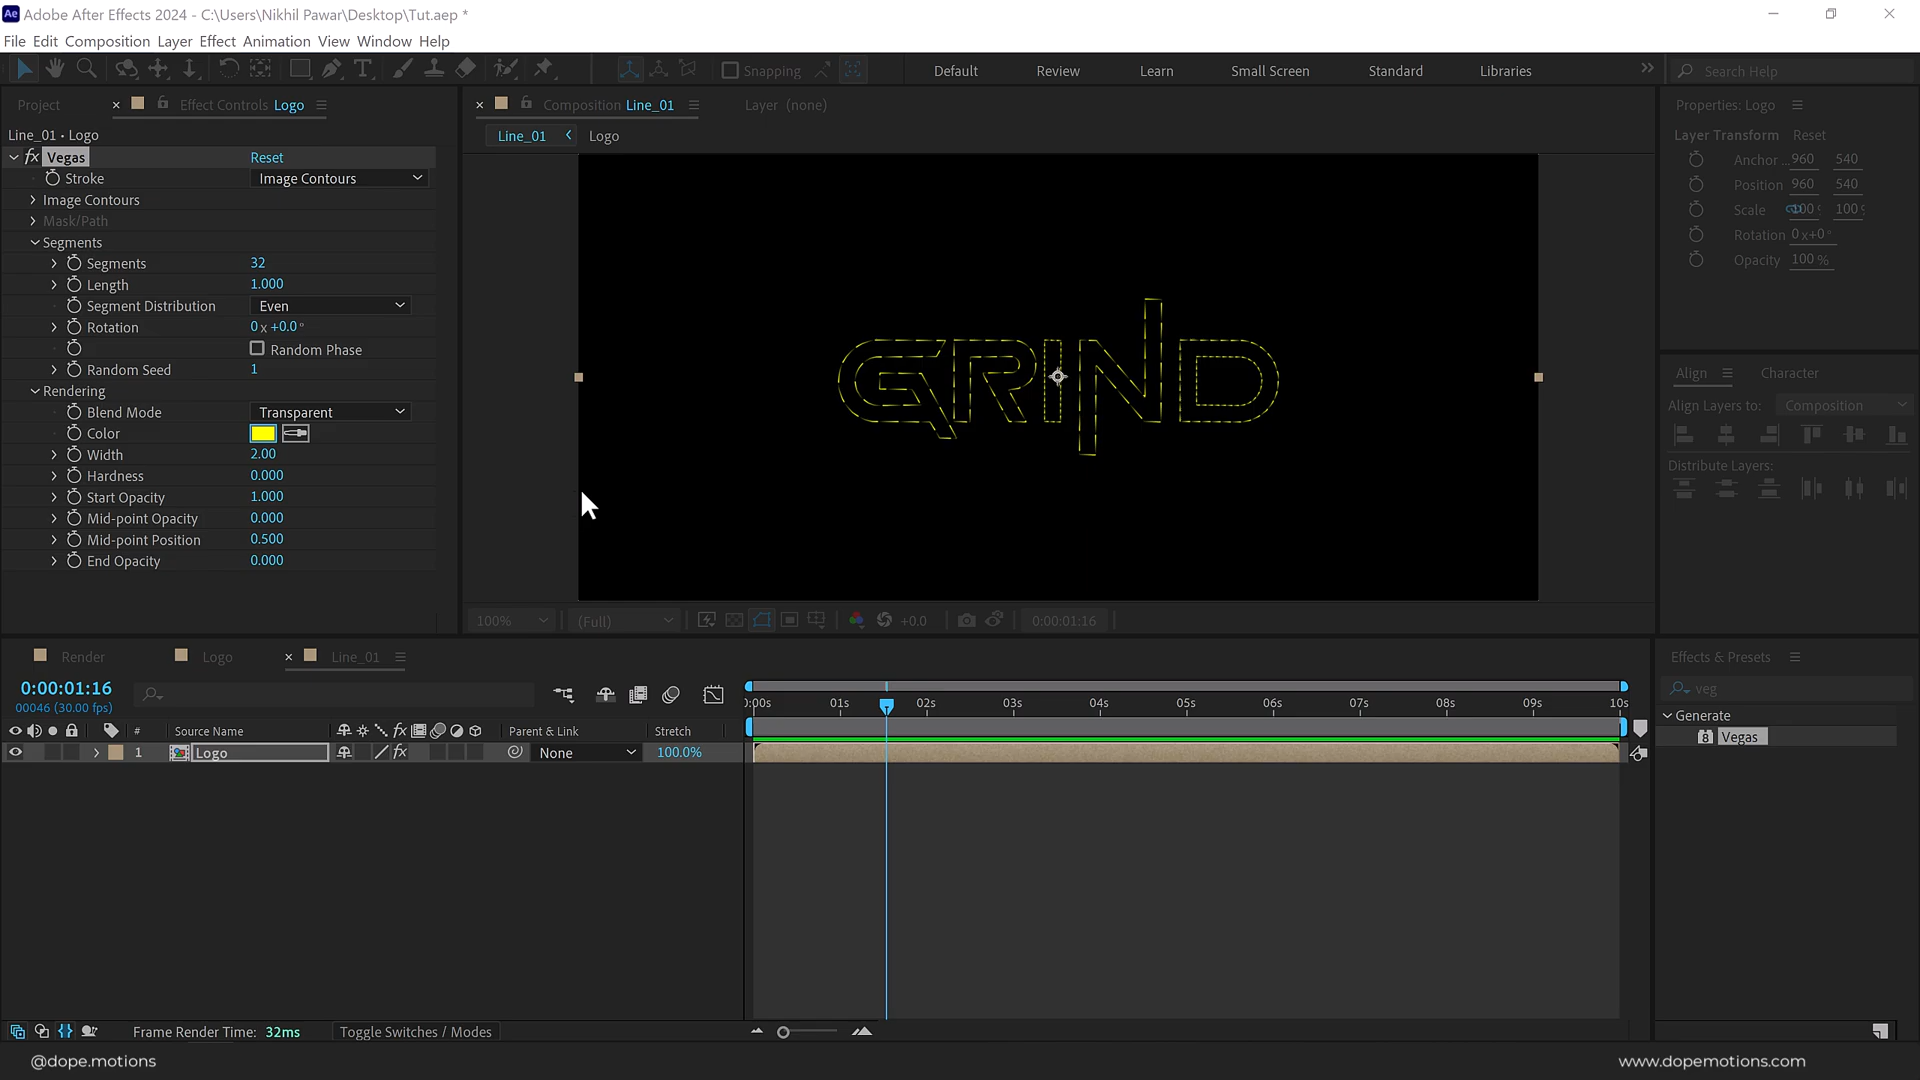 Adobe After Effects 2024 - C:\Users\Nikhil Pawar\Desktop\Tut.aep *
File Edit Composition Layer Effect Animation View Window Help
Snapping
Default Review Learn Small Screen Standard Libraries
Search Help
Project
Effect Controls Logo
Composition Line_01
Layer (none)
Properties: Logo
Line_01 • Logo
Line_01 Logo
Layer Transform Reset
fx Vegas Reset
Stroke Image Contours
Image Contours
Mask/Path
Segments
Segments 32
Length 1.000
Segment Distribution Even
Rotation 0 x +0.0 °
Random Phase
Random Seed 1
Rendering
Blend Mode Transparent
Color
Width 2.00
Hardness 0.000
Start Opacity 1.000
Mid-point Opacity 0.000
Mid-point Position 0.500
End Opacity 0.000
GRIND
Anchor ... 960 540
Position 960 540
Scale 100 100
Rotation 0 x +0 °
Opacity 100 %
Align Character
Align Layers to: Composition
Distribute Layers:
100% (Full) +0.0 0:00:01:16
Render Logo Line_01
0:00:01:16
00046 (30.00 fps)
:00s 01s 02s 03s 04s 05s 06s 07s 08s 09s 10s
# Source Name fx Parent & Link Stretch
1 Logo fx None 100.0%
Effects & Presets
veg
Generate
8 Vegas
Frame Render Time: 32ms Toggle Switches / Modes
@dope.motions
www.dopemotions.com